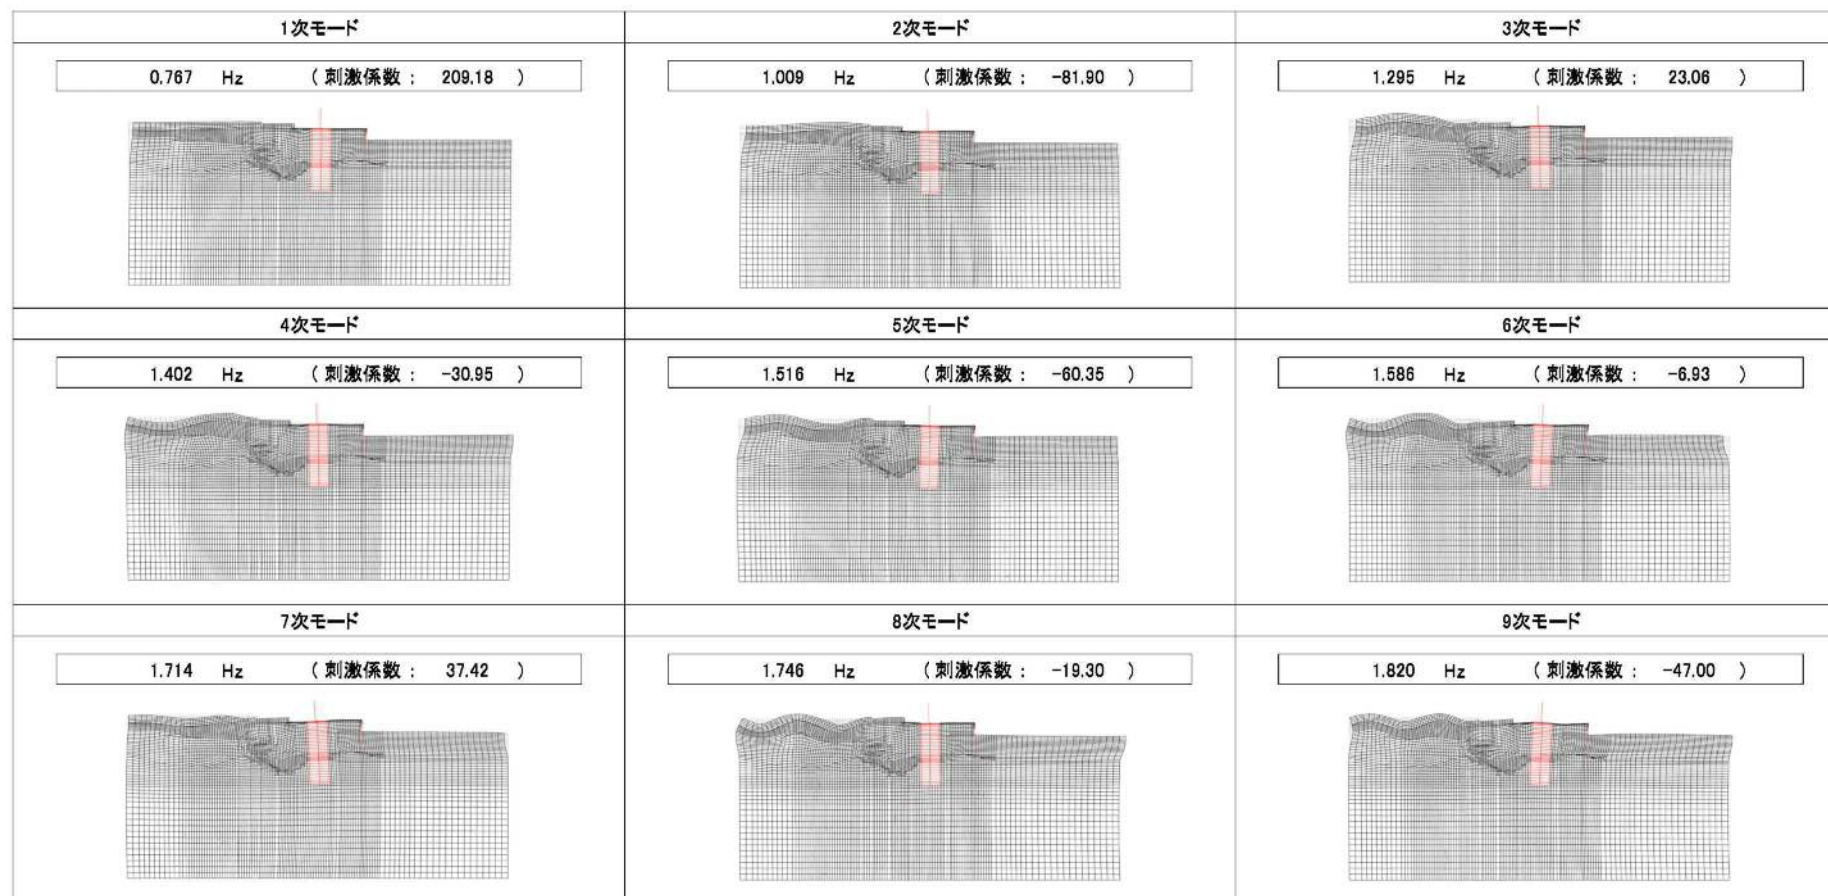 1次モード 2次モード 3次モード
0.767 Hz (刺激係数: 209.18) 1.009 Hz (刺激係数: -81.90) 1.295 Hz (刺激係数: 23.06)
4次モード 5次モード 6次モード
1.402 Hz (刺激係数: -30.95) 1.516 Hz (刺激係数: -60.35) 1.586 Hz (刺激係数: -6.93)
7次モード 8次モード 9次モード
1.714 Hz (刺激係数: 37.42) 1.746 Hz (刺激係数: -19.30) 1.820 Hz (刺激係数: -47.00)